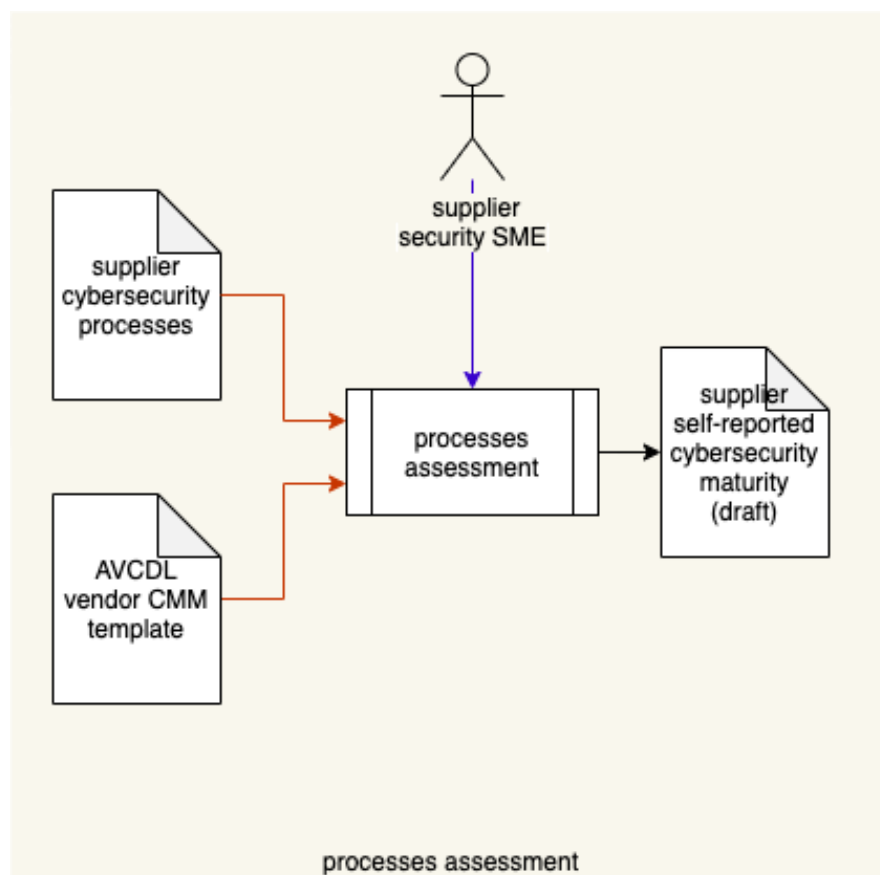 supplier
security SME
supplier
cybersecurity
processes
processes
assessment
supplier
self-reported
cybersecurity
maturity
(draft)
AVCDL
vendor CMM
template
processes assessment